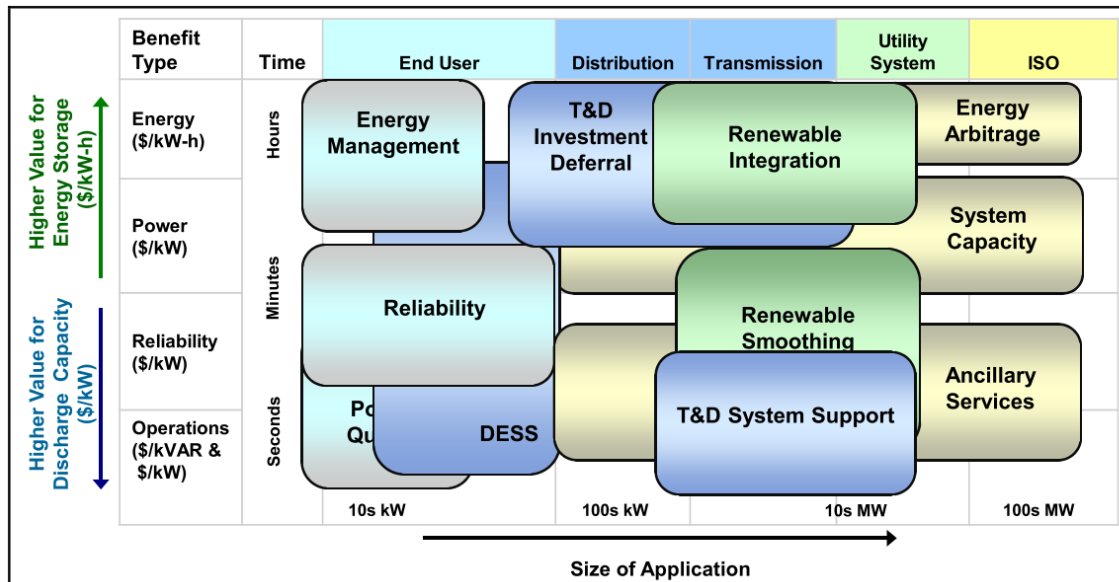 Higher Value for
Energy Storage
($/kW-h)
Higher Value for
Discharge Capacity
($/kW)
Benefit
Type
Time
End User
Distribution
Transmission
Utility
System
ISO
Energy
($/kW-h)
Power
($/kW)
Reliability
($/kW)
Operations
($/kVAR &
$/kW)
Hours
Minutes
Seconds
Energy
Management
T&D
Investment
Deferral
Renewable
Integration
Energy
Arbitrage
System
Capacity
Reliability
Renewable
Smoothing
Ancillary
Services
Po
Qu
DESS
T&D System Support
10s kW
100s kW
10s MW
100s MW
Size of Application